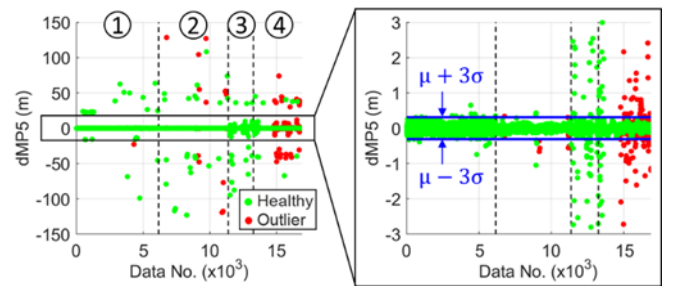 ① ② ③ ④
150
100
50
0
-50
-100
-150
dMP5 (m)
0 5 10 15
Data No. (x10³)
Healthy
Outlier
3
2
1
0
-1
-2
-3
dMP5 (m)
μ + 3σ
μ − 3σ
0 5 10 15
Data No. (x10³)